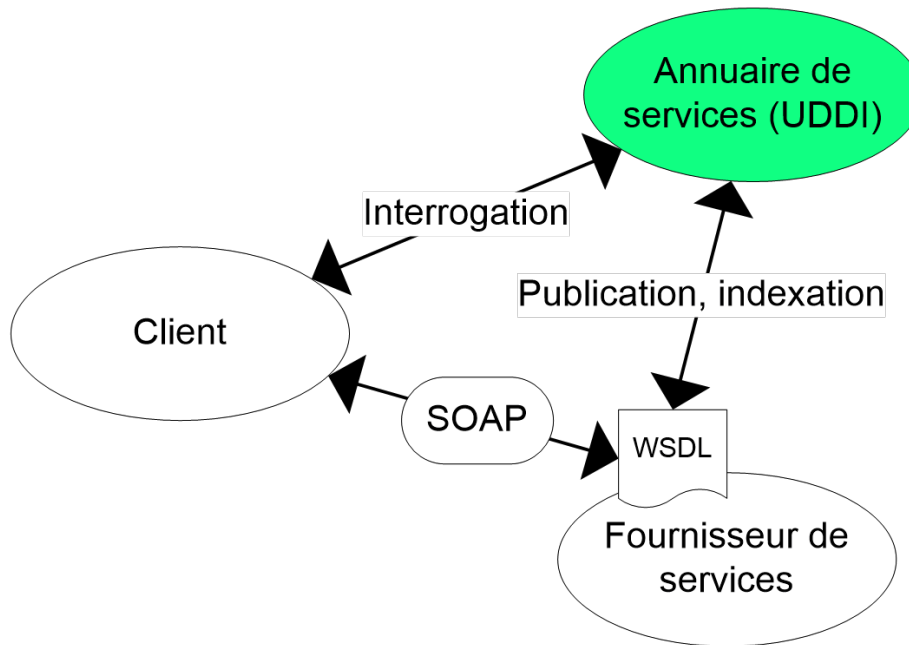 Annuaire de
services (UDDI)
Interrogation
Publication, indexation
Client
SOAP
WSDL
Fournisseur de
services